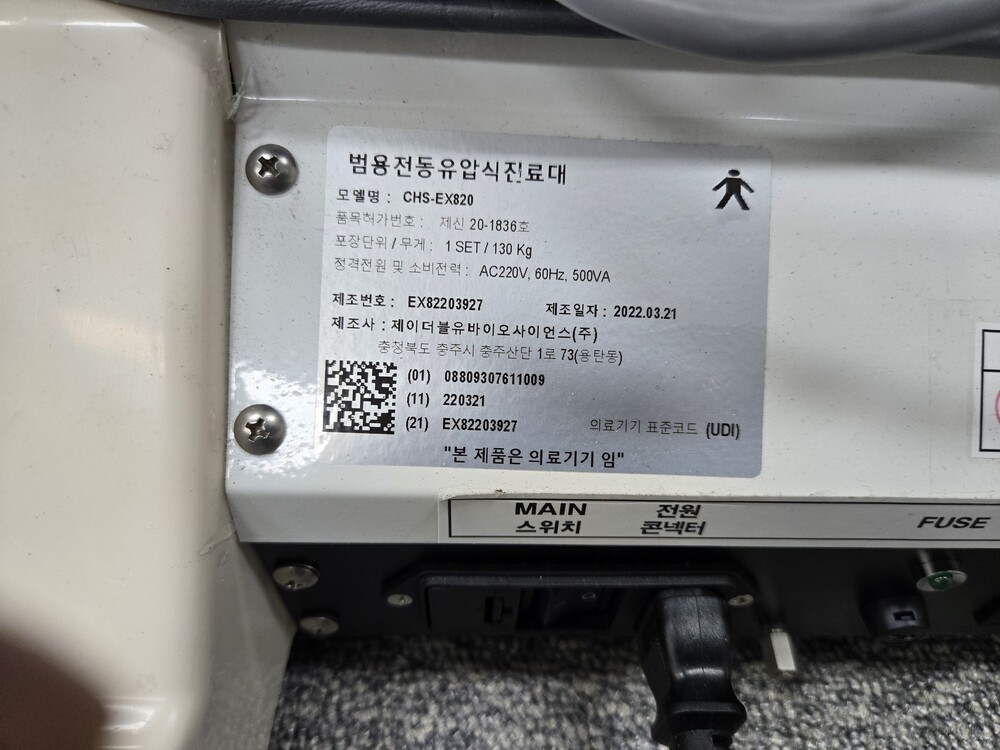 범용전동유압식진료대
모델명 : CHS-EX820
품목허가번호 : 제신 20-1836호
포장단위 / 무게 : 1 SET / 130 Kg
정격전원 및 소비전력 : AC220V, 60Hz, 500VA
제조번호 : EX82203927 제조일자 : 2022.03.21
제조사 : 제이더블유바이오사이언스(주)
충청북도 충주시 충주산단 1로 73(용탄동)
(01) 08809307611009
(11) 220321
(21) EX82203927 의료기기 표준코드 (UDI)
"본 제품은 의료기기 임"
MAIN 전원 FUSE
스위치 콘넥터